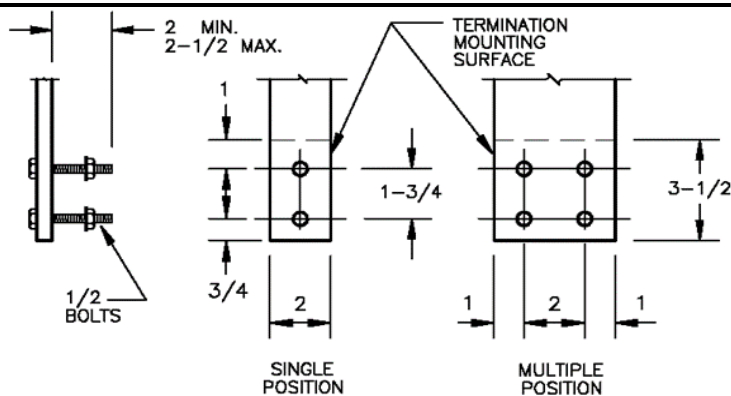 2 MIN.
2-1/2 MAX.
TERMINATION
MOUNTING
SURFACE
1
1-3/4
3-1/2
3/4
1/2
BOLTS
2
1
2
1
SINGLE
POSITION
MULTIPLE
POSITION